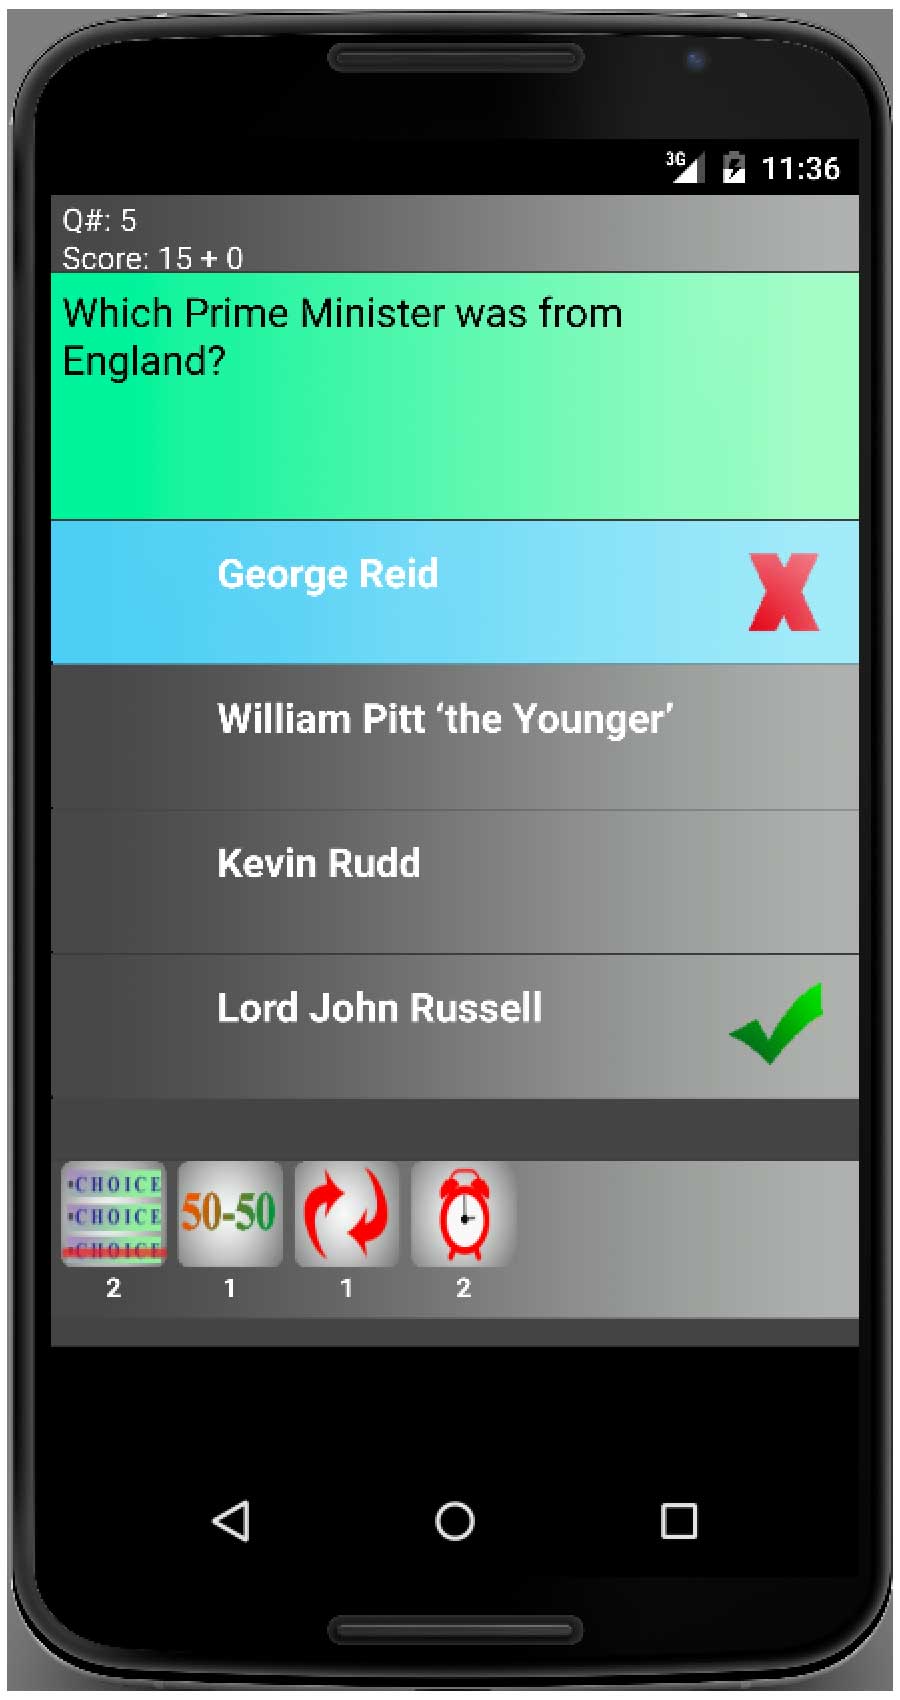 3G 11:36
Q#: 5
Score: 15 + 0
Which Prime Minister was from
England?
George Reid
X
William Pitt ‘the Younger’
Kevin Rudd
Lord John Russell
•CHOICE
•CHOICE
•CHOICE
50-50
2 1 1 2